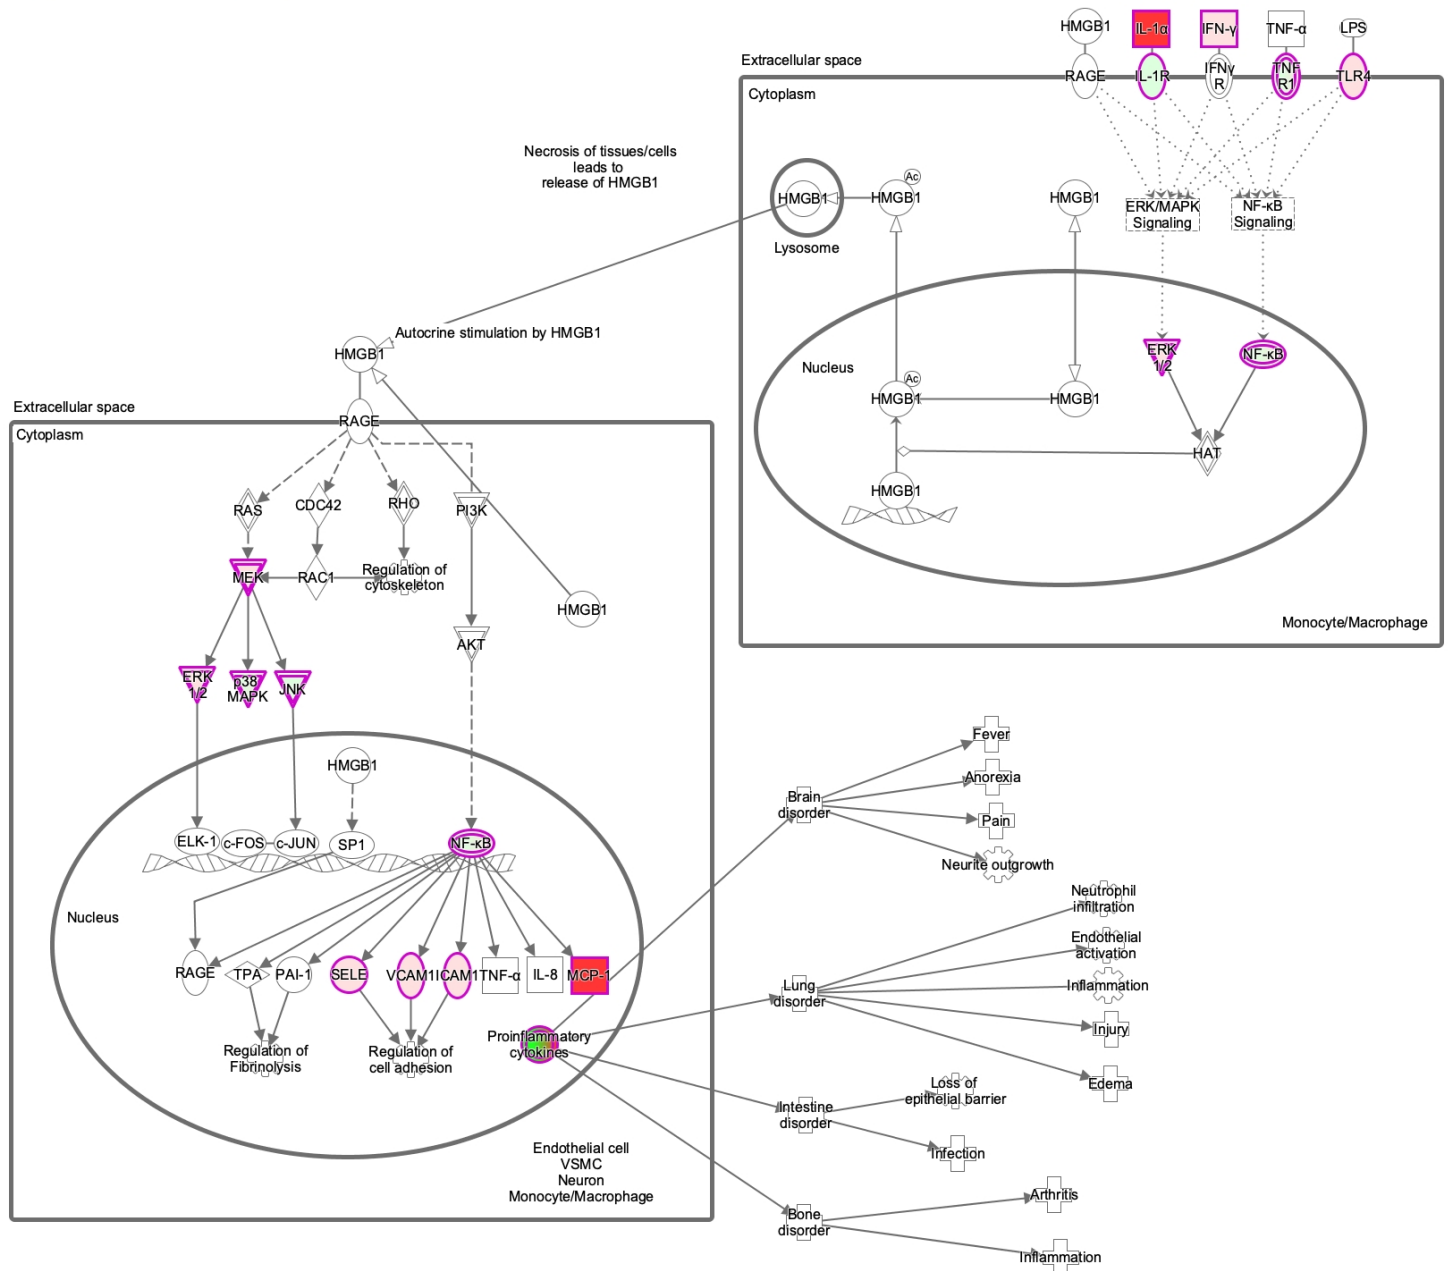 HMGB1
IL-1α
IFN-γ
TNF-α
LPS
Extracellular space
RAGE
IL-1R
IFNγ
R
TNF
R1
TLR4
Cytoplasm
Necrosis of tissues/cells
leads to
release of HMGB1
Ac
HMGB1
HMGB1
HMGB1
ERK/MAPK
Signaling
NF-κB
Signaling
Lysosome
Autocrine stimulation by HMGB1
HMGB1
Nucleus
ERK
1/2
NF-κB
Ac
HMGB1
HMGB1
Extracellular space
RAGE
Cytoplasm
HAT
HMGB1
RAS
CDC42
RHO
PI3K
MEK
RAC1
Regulation of
cytoskeleton
HMGB1
Monocyte/Macrophage
AKT
ERK
1/2
p38
MAPK
JNK
HMGB1
ELK-1
c-FOS
c-JUN
SP1
NF-κB
Nucleus
RAGE
TPA
PAI-1
SELE
VCAM1
ICAM1
TNF-α
IL-8
MCP-1
Regulation of
Fibrinolysis
Regulation of
cell adhesion
Proinflammatory
cytokines
Endothelial cell
VSMC
Neuron
Monocyte/Macrophage
Brain
disorder
Fever
Anorexia
Pain
Neurite outgrowth
Lung
disorder
Neutrophil
infiltration
Endothelial
activation
Inflammation
Injury
Edema
Intestine
disorder
Loss of
epithelial barrier
Infection
Bone
disorder
Arthritis
Inflammation